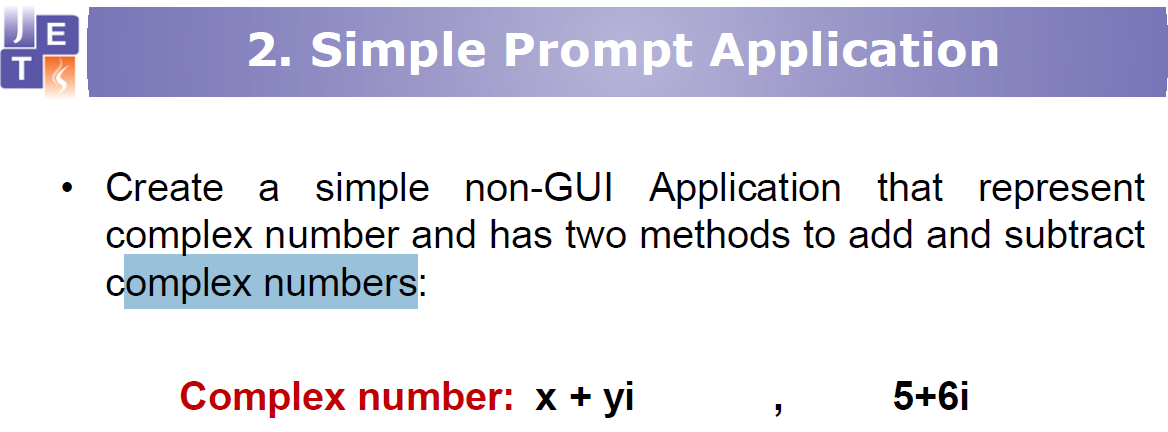 J E
T
2. Simple Prompt Application
• Create a simple non-GUI Application that represent
complex number and has two methods to add and subtract
complex numbers:
Complex number: x + yi , 5+6i